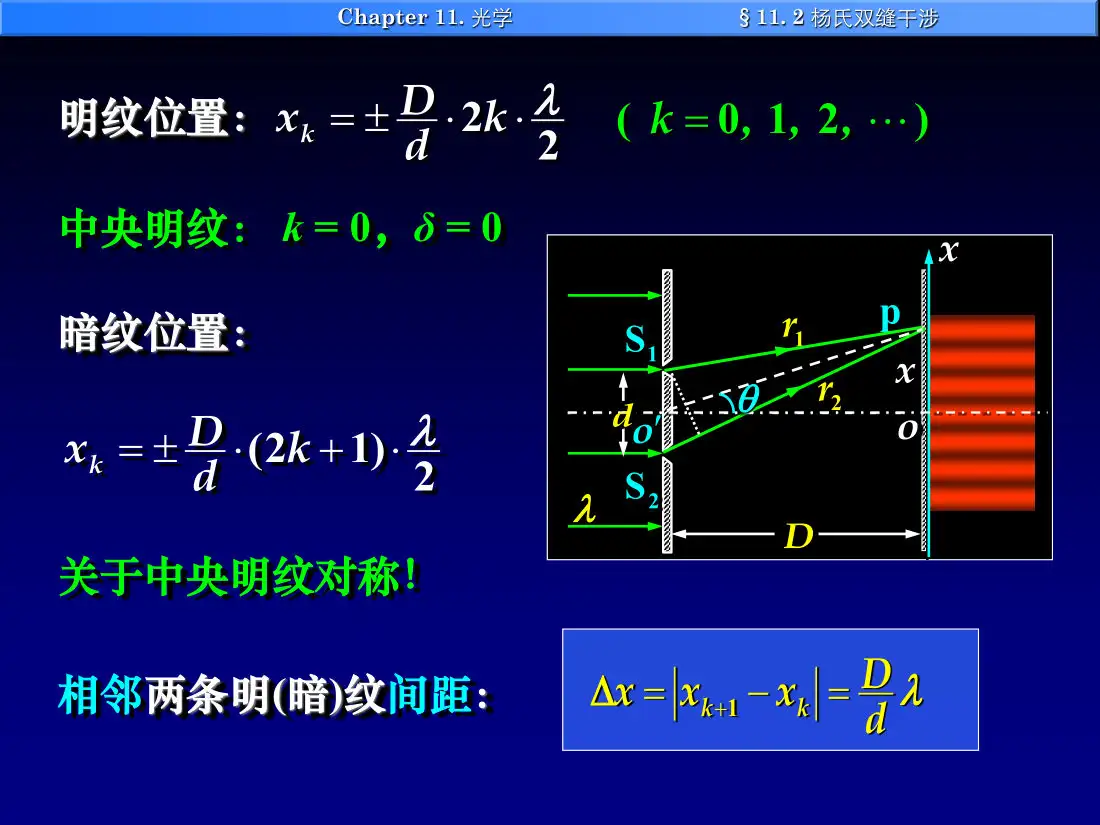 Chapter 11. 光学 §11. 2 杨氏双缝干涉
明纹位置： x_k = ± D/d · 2k · λ/2 ( k = 0, 1, 2, ⋯ )
中央明纹： k = 0，δ = 0
暗纹位置：
x_k = ± D/d · (2k + 1) · λ/2
关于中央明纹对称！
相邻两条明(暗)纹间距：
Δx = |x_{k+1} − x_k| = D/d λ
x
p
S₁
r₁
x
r₂
θ
d
o′
o
S₂
λ
D